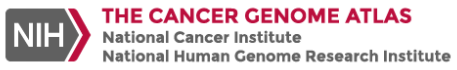 NIH
THE CANCER GENOME ATLAS
National Cancer Institute
National Human Genome Research Institute